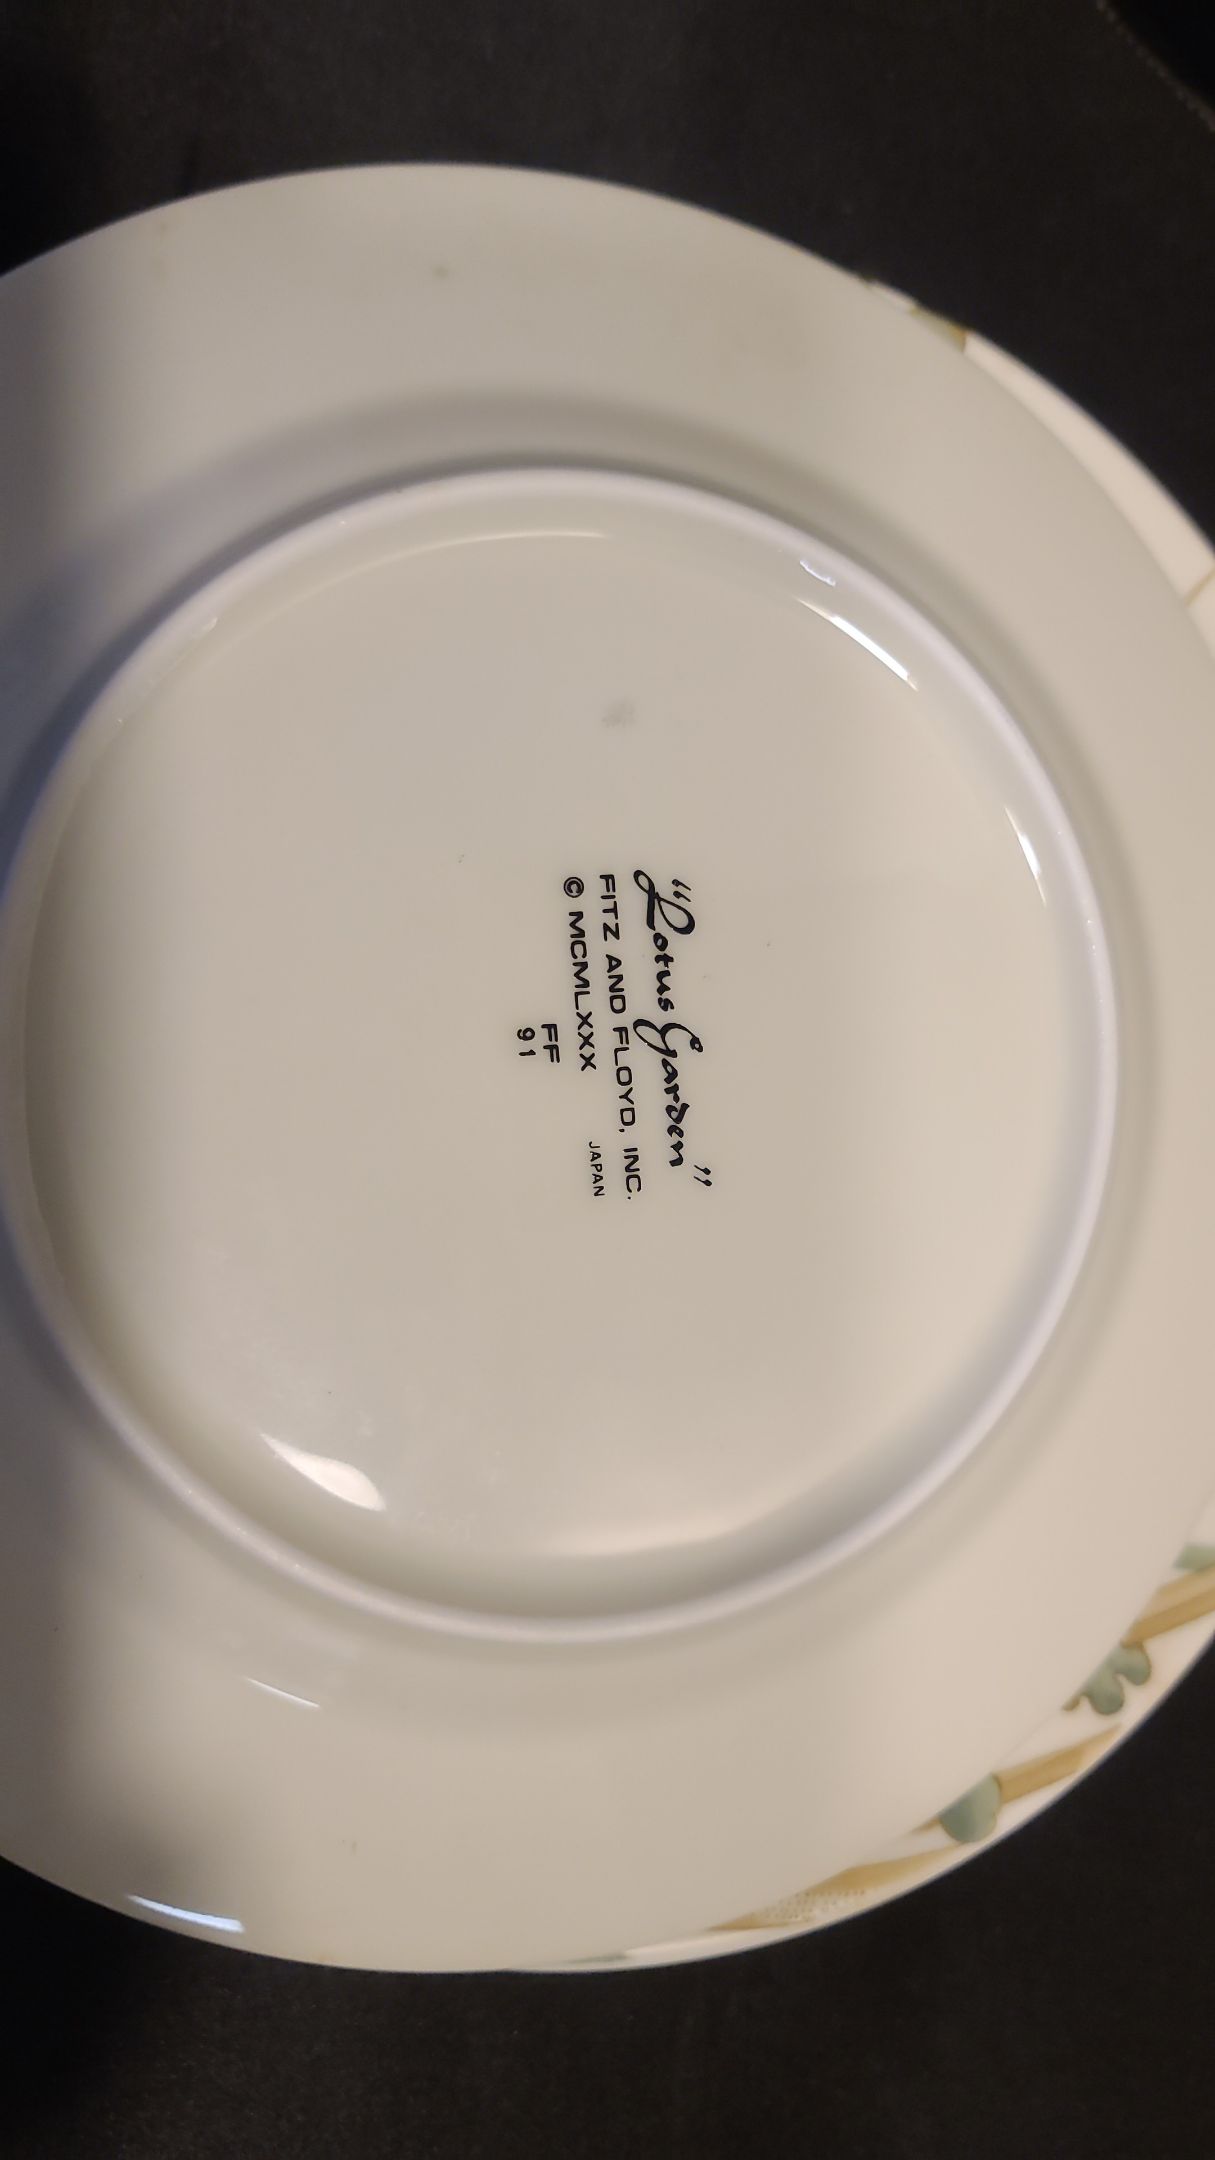 "Lotus Garden"
FITZ AND FLOYD, INC.
© MCMLXXX JAPAN
FF
91